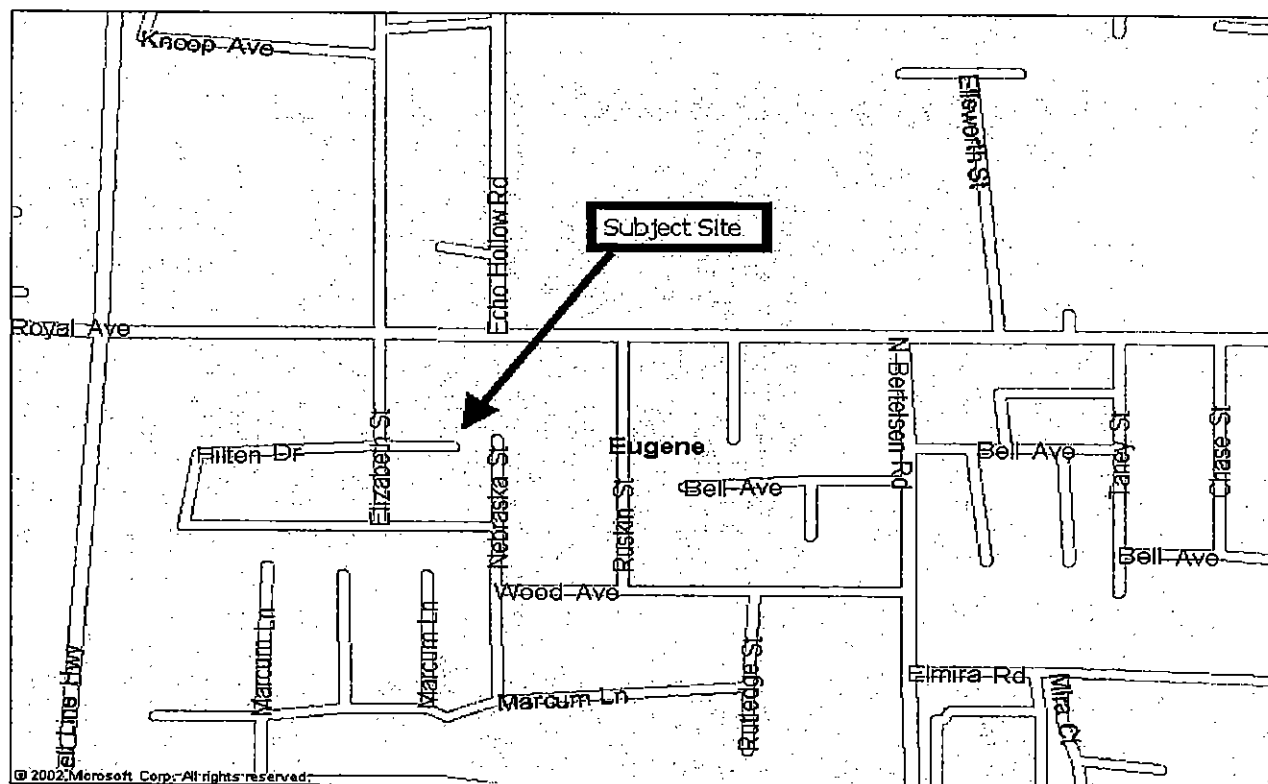 Knoop Ave
Ellsworth St
Echo Hollow Rd
Subject Site
Royal Ave
N Bertelsen Rd
Hilton Dr
Elizabeth St
Nebraska St
Eugene
Ruskin St
Bell Ave
Bell Ave
Taney St
Chase St
Bell Ave
Wood Ave
Marcum Ln
Marcum Ln
Marcum Ln
Rutledge St
Elmira Rd
Mira Ct
elt Line Hwy
© 2002 Microsoft Corp. All rights reserved.